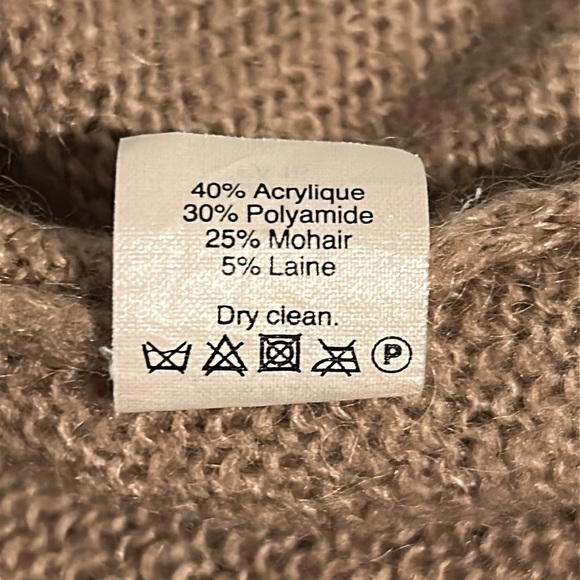 40% Acrylique
30% Polyamide
25% Mohair
5% Laine
Dry clean.
P